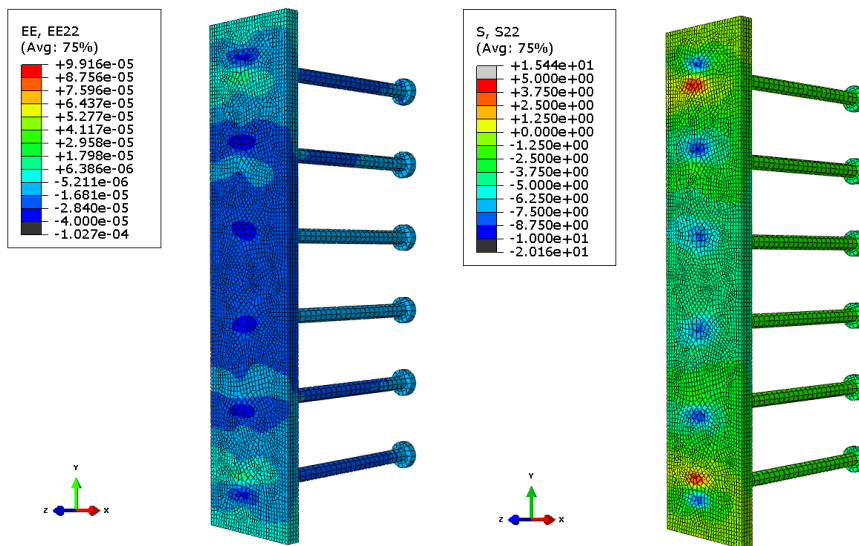 EE, EE22
(Avg: 75%)
+9.916e-05
+8.756e-05
+7.596e-05
+6.437e-05
+5.277e-05
+4.117e-05
+2.958e-05
+1.798e-05
+6.386e-06
-5.211e-06
-1.681e-05
-2.840e-05
-4.000e-05
-1.027e-04
Y
Z
X
S, S22
(Avg: 75%)
+1.544e+01
+5.000e+00
+3.750e+00
+2.500e+00
+1.250e+00
+0.000e+00
-1.250e+00
-2.500e+00
-3.750e+00
-5.000e+00
-6.250e+00
-7.500e+00
-8.750e+00
-1.000e+01
-2.016e+01
Y
Z
X